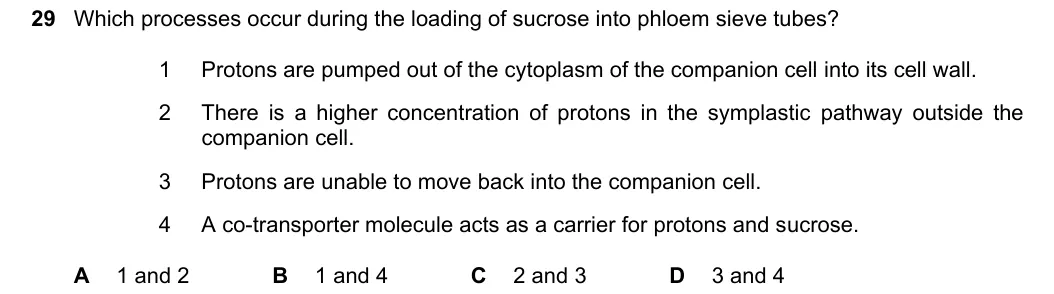 29 Which processes occur during the loading of sucrose into phloem sieve tubes?
1 Protons are pumped out of the cytoplasm of the companion cell into its cell wall.
2 There is a higher concentration of protons in the symplastic pathway outside the
companion cell.
3 Protons are unable to move back into the companion cell.
4 A co-transporter molecule acts as a carrier for protons and sucrose.
A 1 and 2 B 1 and 4 C 2 and 3 D 3 and 4